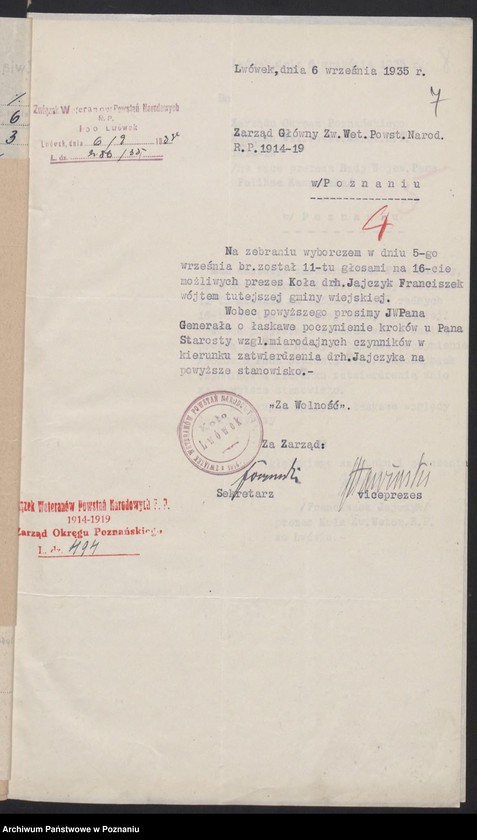 Lwówek,dnia 6 września 1935 r.
7
Związek Weteranów Powstań Narodowych
R.P.
Koło Lwówek
Lwówek, dnia 6/9 1935
L. dz. /35
Zarząd Główny Zw.Wet.Powst.Narod.
R.P.1914-19
w/P o z n a n i u
4
Na zebraniu wyborczem w dniu 5-go
września br.został 11-tu głosami na 16-cie
możliwych prezes Koła drh.Jajczyk Franciszek
wójtem tutejszej gminy wiejskiej.
Wobec powyższego prosimy JWPana
Generała o łaskawe poczynienie kroków u Pana
Starosty wzgl.miarodajnych czynników w
kierunku zatwierdzenia drh.Jajczyka na
powyższe stanowisko.-
„Za Wolność".
Koło
Lwówek
Za Zarząd:
Sekretarz
viceprezes
Weteranów Powstań Narodowych R. P.
1914-1919
Zarząd Okręgu Poznańskiego
L. dz. 494
Archiwum Państwowe w Poznaniu